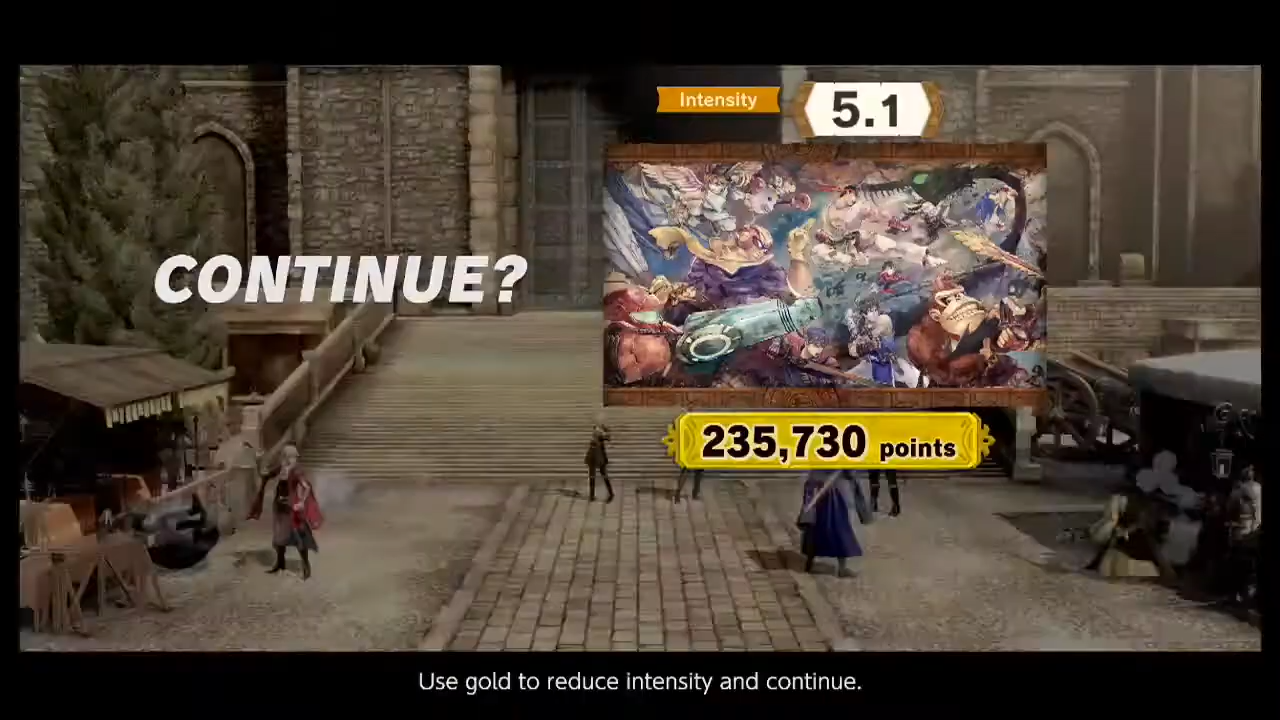 Intensity
5.1
CONTINUE?
235,730 points
Use gold to reduce intensity and continue.